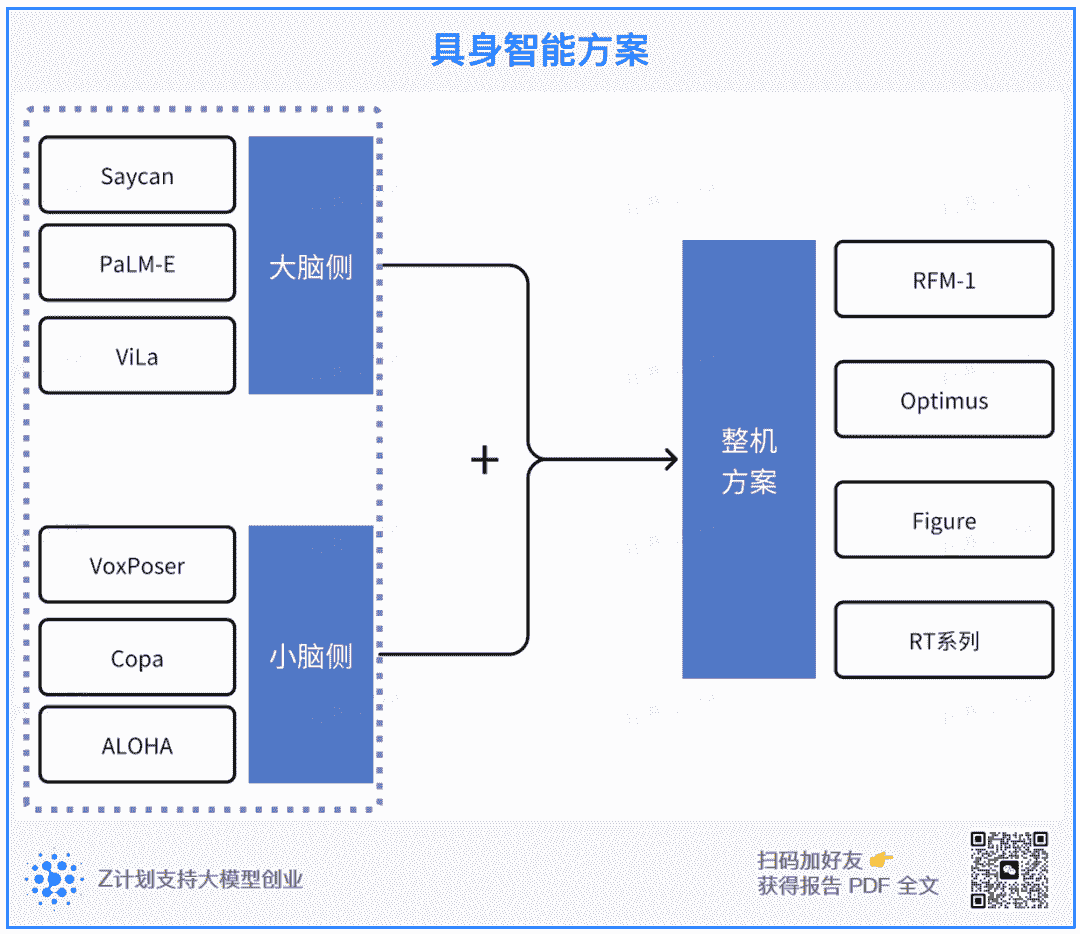 具身智能方案
Saycan
PaLM-E
ViLa
大脑侧
VoxPoser
Copa
ALOHA
小脑侧
+
整机
方案
RFM-1
Optimus
Figure
RT系列
Z计划支持大模型创业
扫码加好友 👉
获得报告 PDF 全文